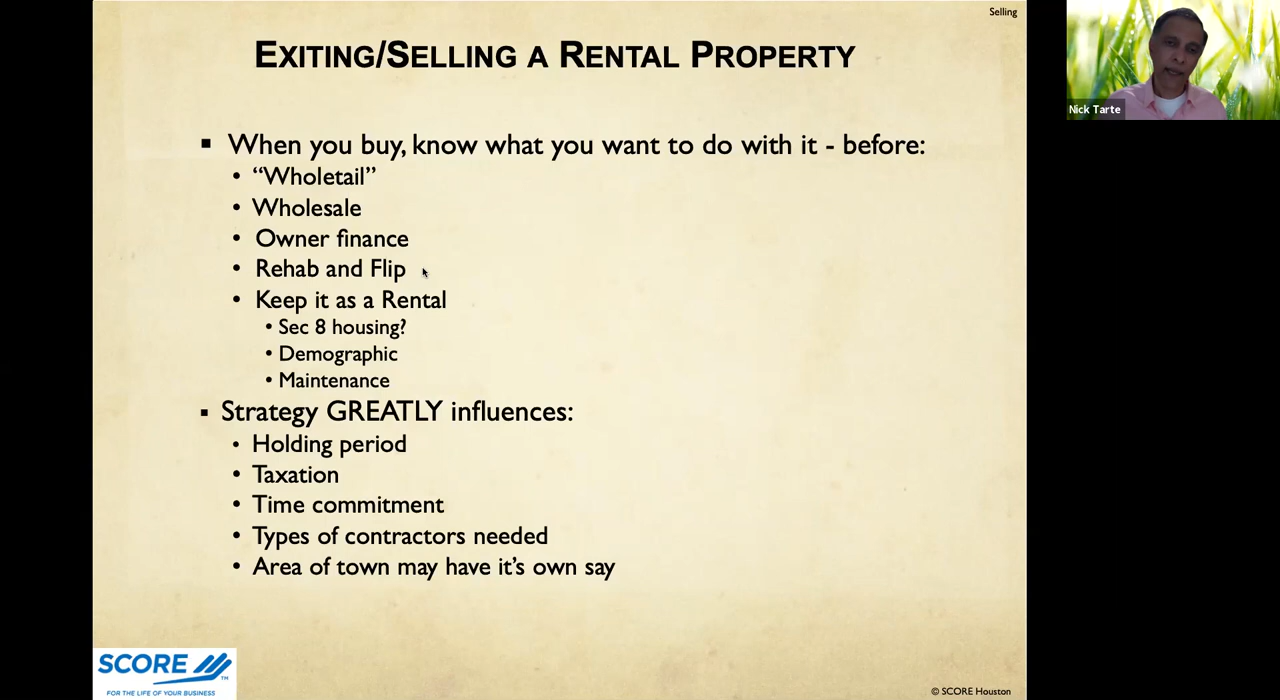 Selling
EXITING/SELLING A RENTAL PROPERTY
Nick Tarte
▪ When you buy, know what you want to do with it - before:
• “Wholetail”
• Wholesale
• Owner finance
• Rehab and Flip
• Keep it as a Rental
• Sec 8 housing?
• Demographic
• Maintenance
▪ Strategy GREATLY influences:
• Holding period
• Taxation
• Time commitment
• Types of contractors needed
• Area of town may have it’s own say
SCORE TM
FOR THE LIFE OF YOUR BUSINESS
© SCORE Houston